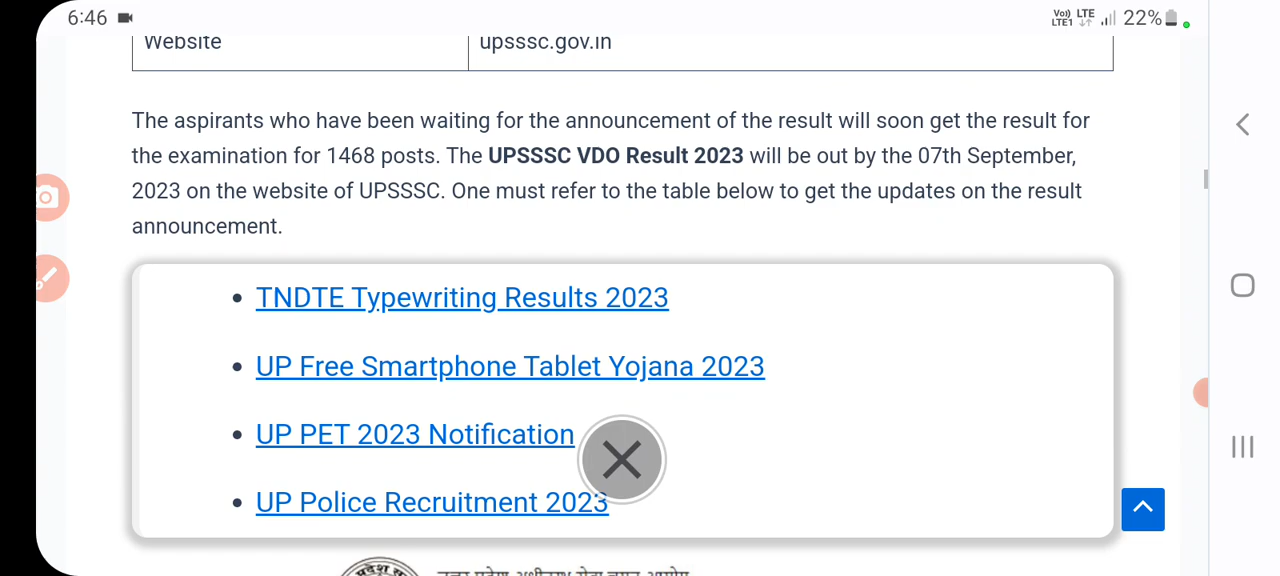 6:46 Vo)) LTE LTE1 22%
Website upsssc.gov.in
The aspirants who have been waiting for the announcement of the result will soon get the result for
the examination for 1468 posts. The UPSSSC VDO Result 2023 will be out by the 07th September,
2023 on the website of UPSSSC. One must refer to the table below to get the updates on the result
announcement.
• TNDTE Typewriting Results 2023
• UP Free Smartphone Tablet Yojana 2023
• UP PET 2023 Notification
• UP Police Recruitment 2023